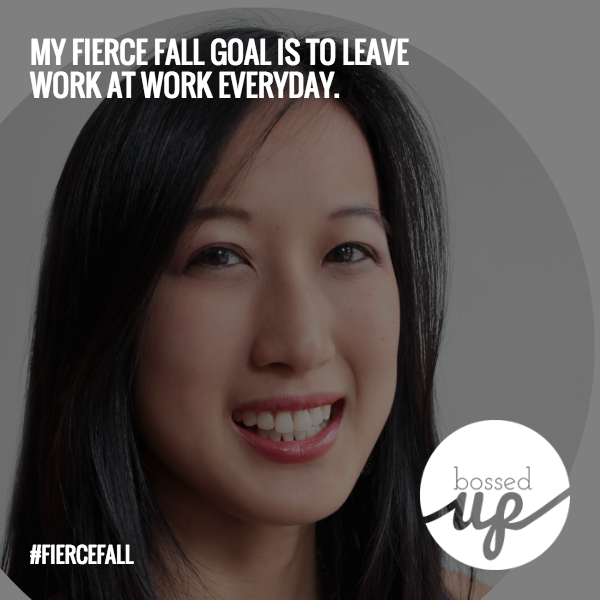 MY FIERCE FALL GOAL IS TO LEAVE
WORK AT WORK EVERYDAY.
bossed
up
#FIERCEFALL